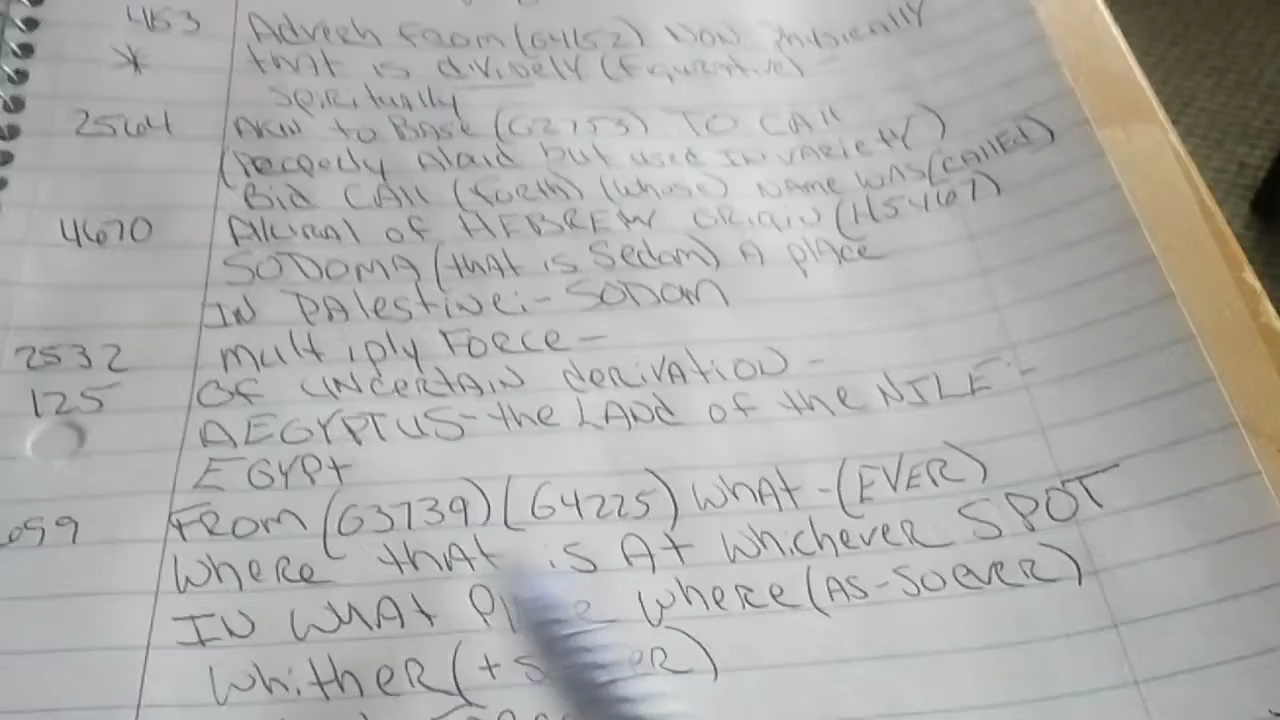 4153 Adverb From (G4152) NON Physically
* that is divinely (figurative) -
Spiritually
2564 AKIN to BASE (G2753) TO CAll
(properly Aloud but used IN VARIETY)
Bid CAll (forth) (whose) NAME WAS (CAllEd)
4670 Plural of HEBREW ORigiN (H5467)
SODOMA (that is Sedom) A plAce
IN PAlestine:- SODOM
2532 multiply Force -
125 OF UNCERTAIN deRiVATION -
AEGYPTUS - the LAND of the NILE :-
EGYPt
699 FROM (G3739) (G4225) WhAt - (EVER)
Where thAt is At Whichever SPOT
IN WhAt Where (AS-SOEVER)
WhitheR (+